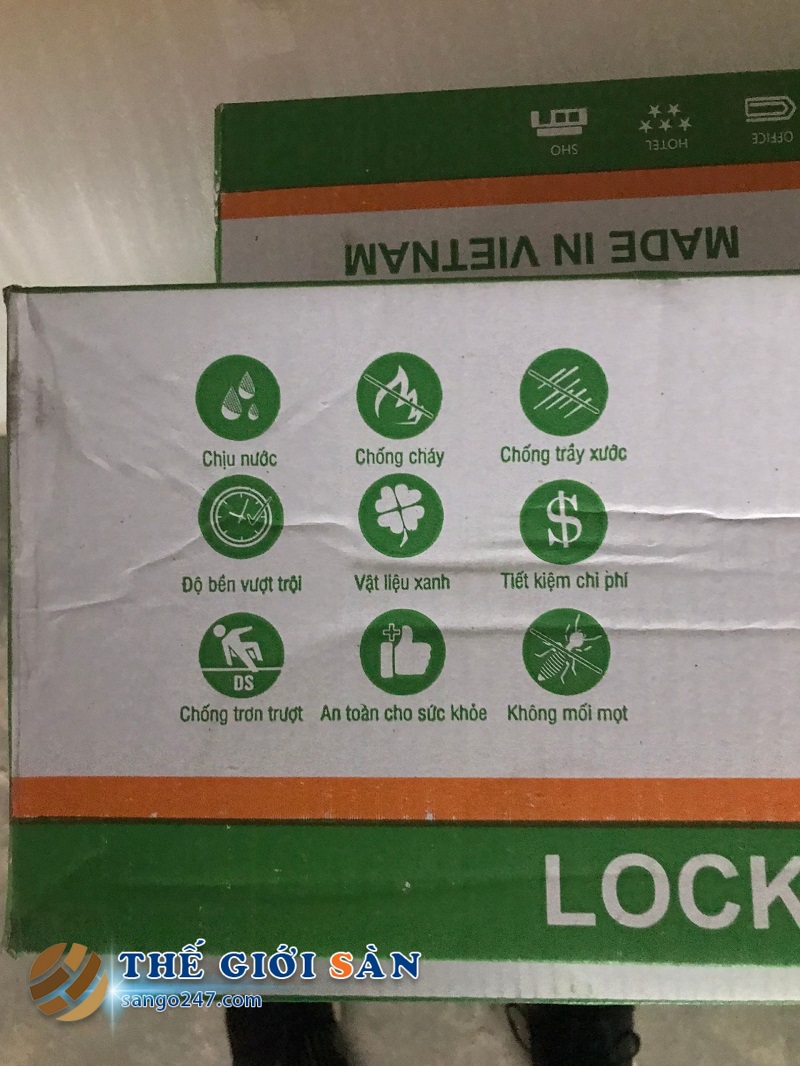 SHO
HOTEL
OFFICE
MADE IN VIETNAM
Chịu nước
Chống cháy
Chống trầy xước
Độ bền vượt trội
Vật liệu xanh
Tiết kiệm chi phí
DS
Chống trơn trượt
An toàn cho sức khỏe
Không mối mọt
LOCK
THẾ GIỚI SÀN
sango247.com